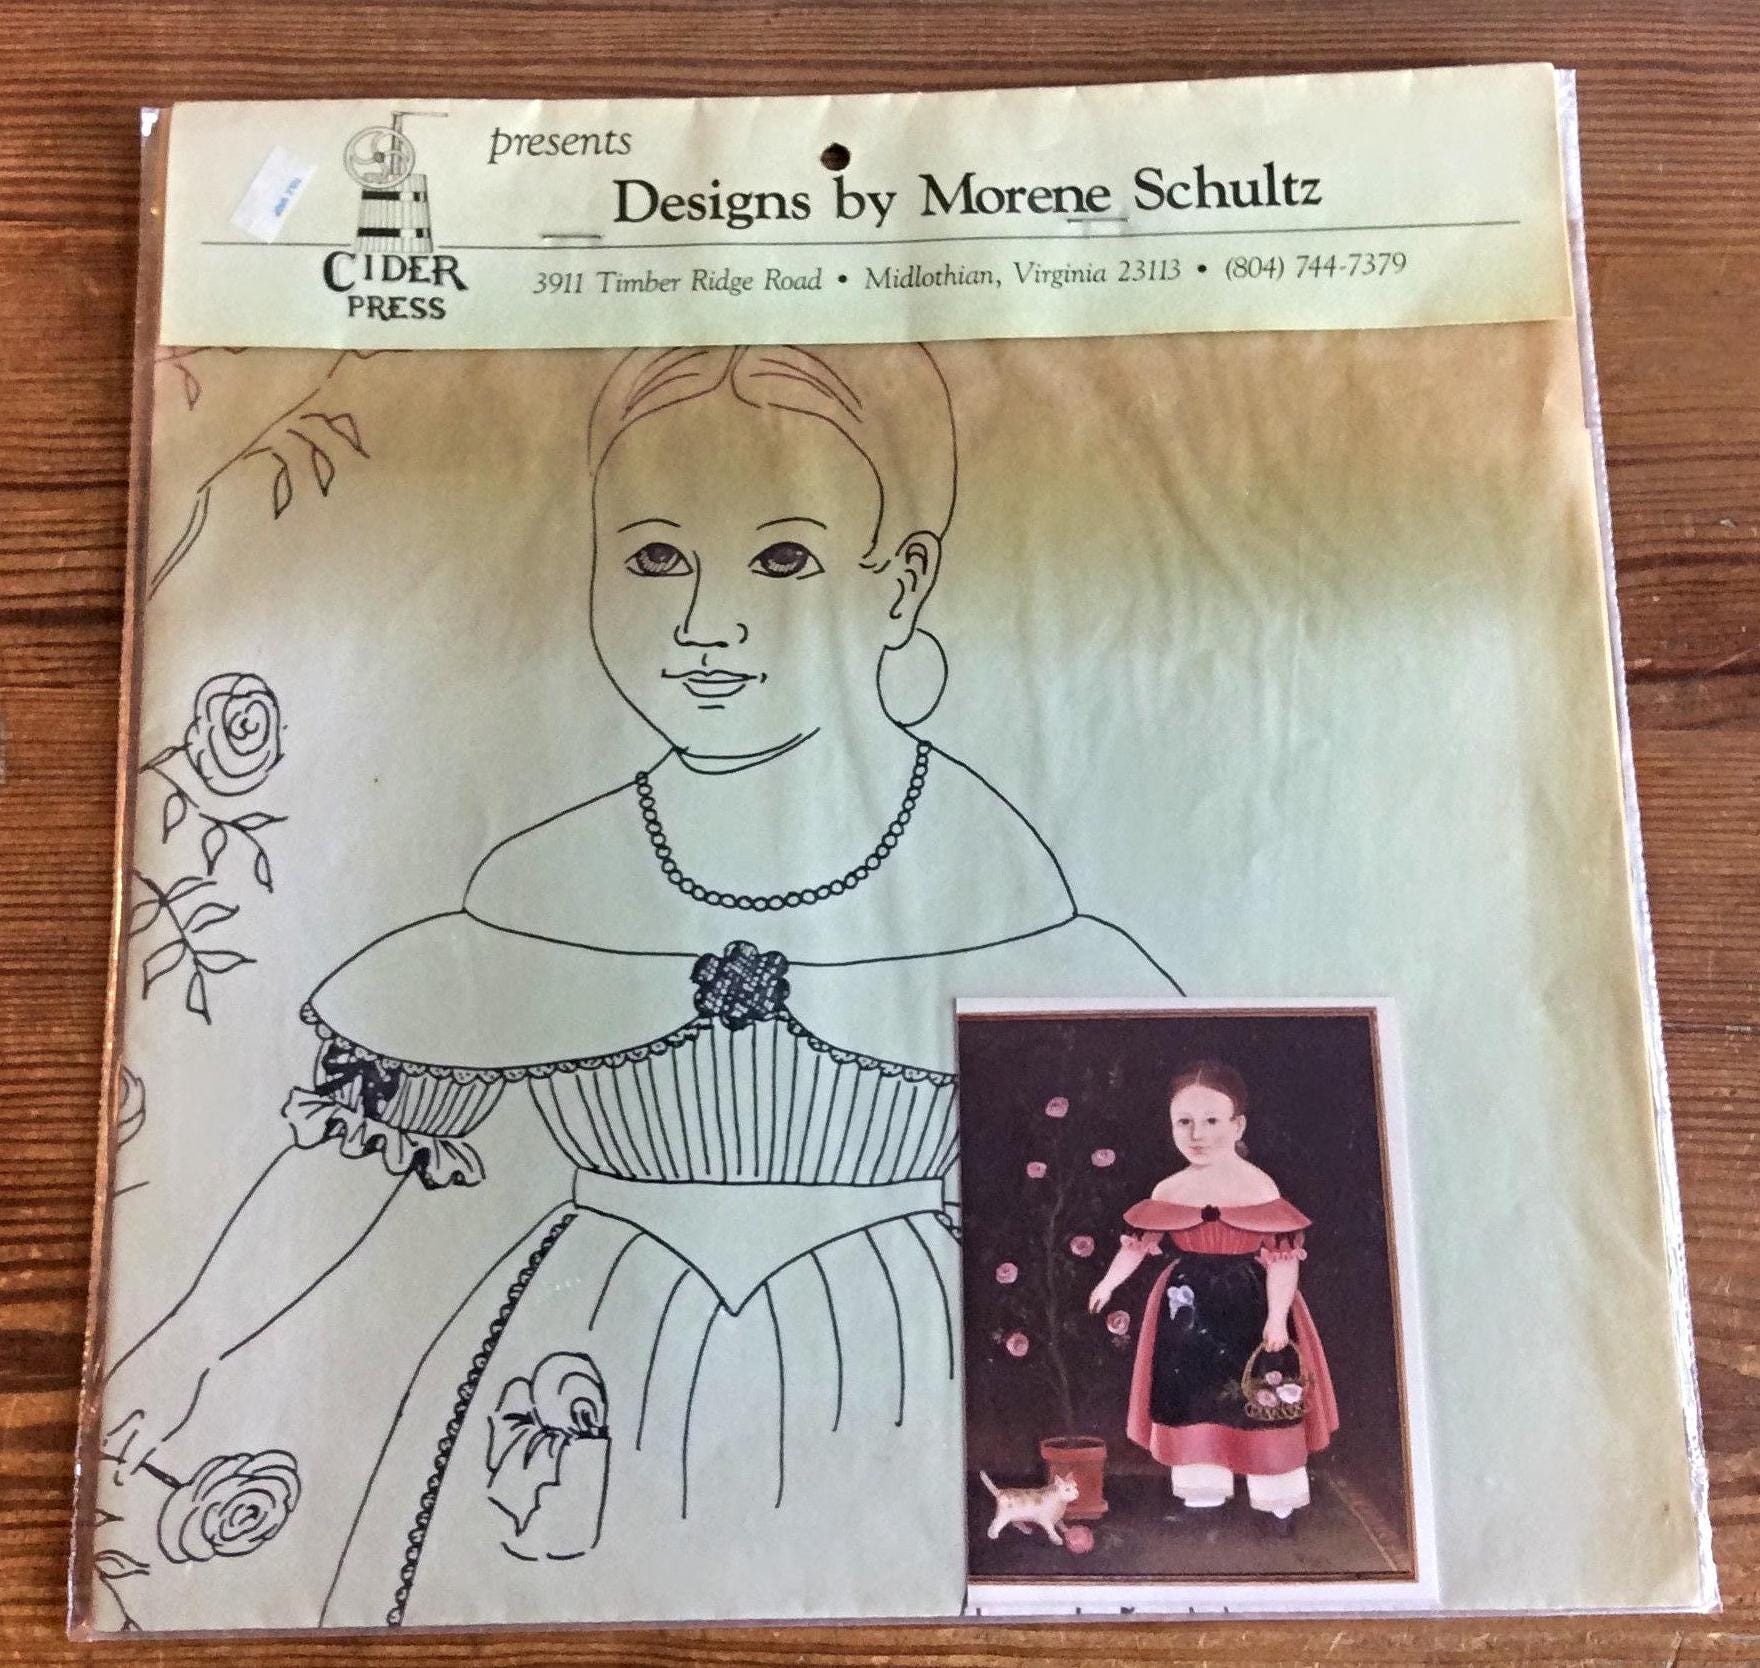 presents
Designs by Morene Schultz
CIDER
PRESS
3911 Timber Ridge Road • Midlothian, Virginia 23113 • (804) 744-7379